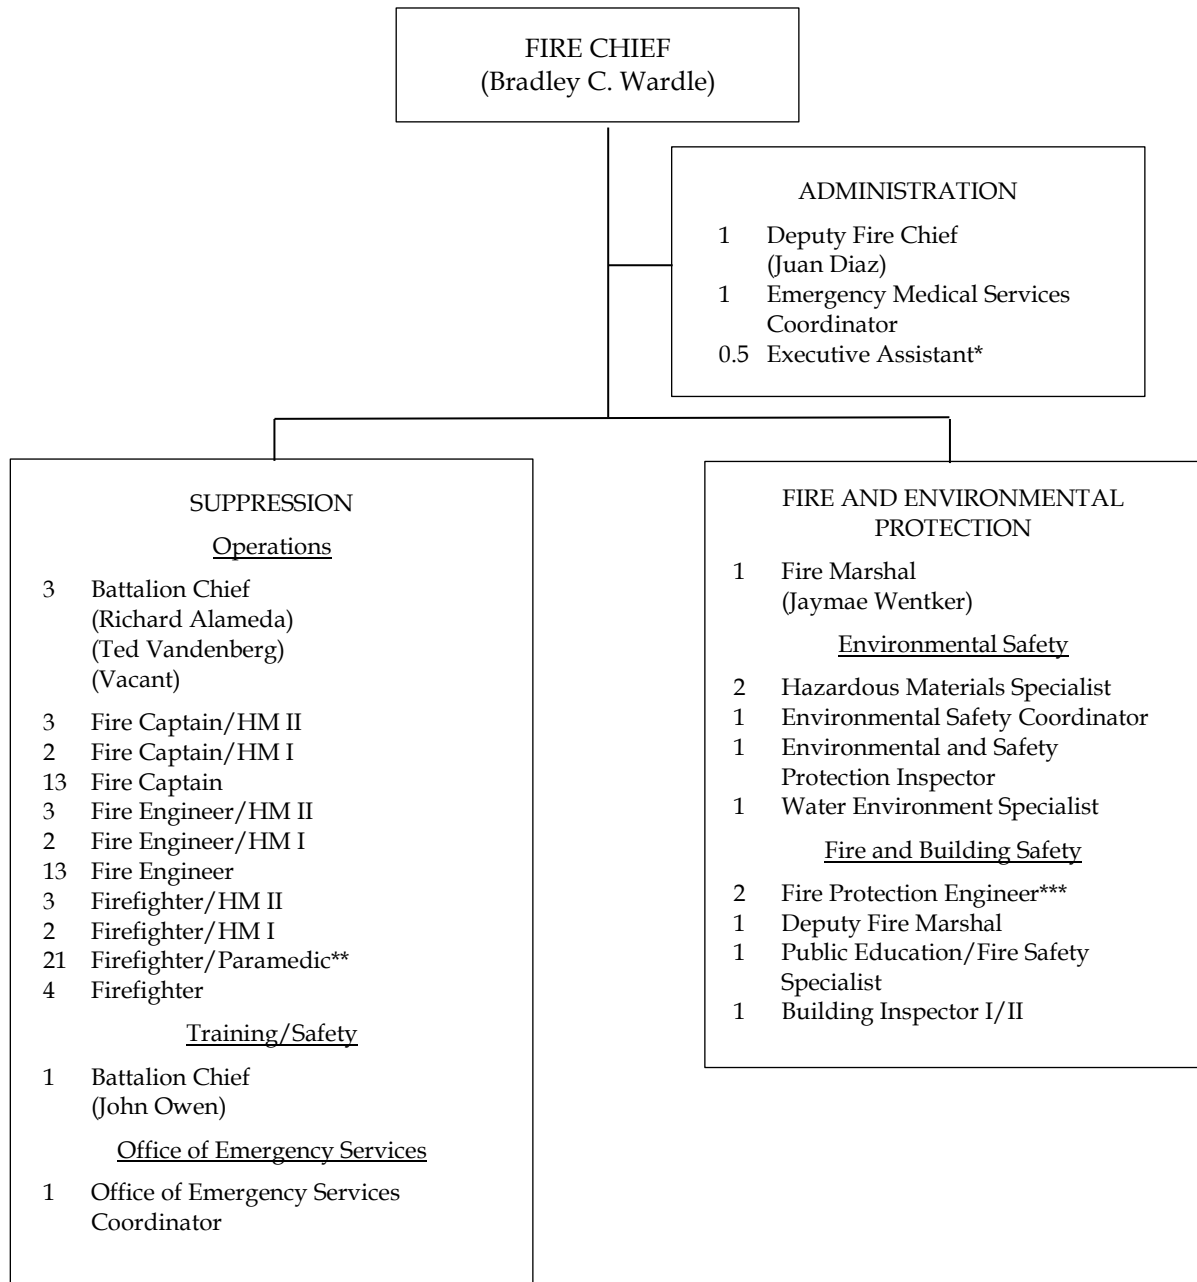 FIRE CHIEF
(Bradley C. Wardle)
ADMINISTRATION
1 Deputy Fire Chief
(Juan Diaz)
1 Emergency Medical Services
Coordinator
0.5 Executive Assistant*
SUPPRESSION
Operations
3 Battalion Chief
(Richard Alameda)
(Ted Vandenberg)
(Vacant)
3 Fire Captain/HM II
2 Fire Captain/HM I
13 Fire Captain
3 Fire Engineer/HM II
2 Fire Engineer/HM I
13 Fire Engineer
3 Firefighter/HM II
2 Firefighter/HM I
21 Firefighter/Paramedic**
4 Firefighter
Training/Safety
1 Battalion Chief
(John Owen)
Office of Emergency Services
1 Office of Emergency Services
Coordinator
FIRE AND ENVIRONMENTAL
PROTECTION
1 Fire Marshal
(Jaymae Wentker)
Environmental Safety
2 Hazardous Materials Specialist
1 Environmental Safety Coordinator
1 Environmental and Safety
Protection Inspector
1 Water Environment Specialist
Fire and Building Safety
2 Fire Protection Engineer***
1 Deputy Fire Marshal
1 Public Education/Fire Safety
Specialist
1 Building Inspector I/II